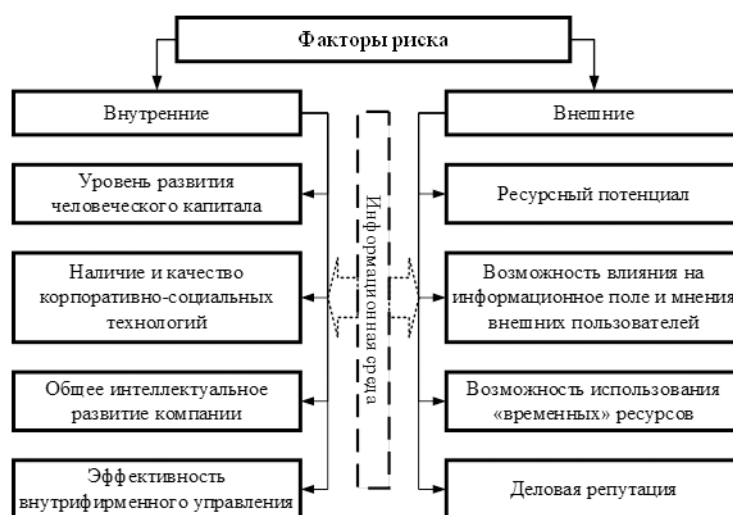 Факторы риска
Внутренние
Внешние
Уровень развития
человеческого капитала
Ресурсный потенциал
Наличие и качество
корпоративно-социальных
технологий
Возможность влияния на
информационное поле и мнения
внешних пользователей
Общее интеллектуальное
развитие компании
Возможность использования
«временных» ресурсов
Эффективность
внутрифирменного управления
Деловая репутация
Информационная среда